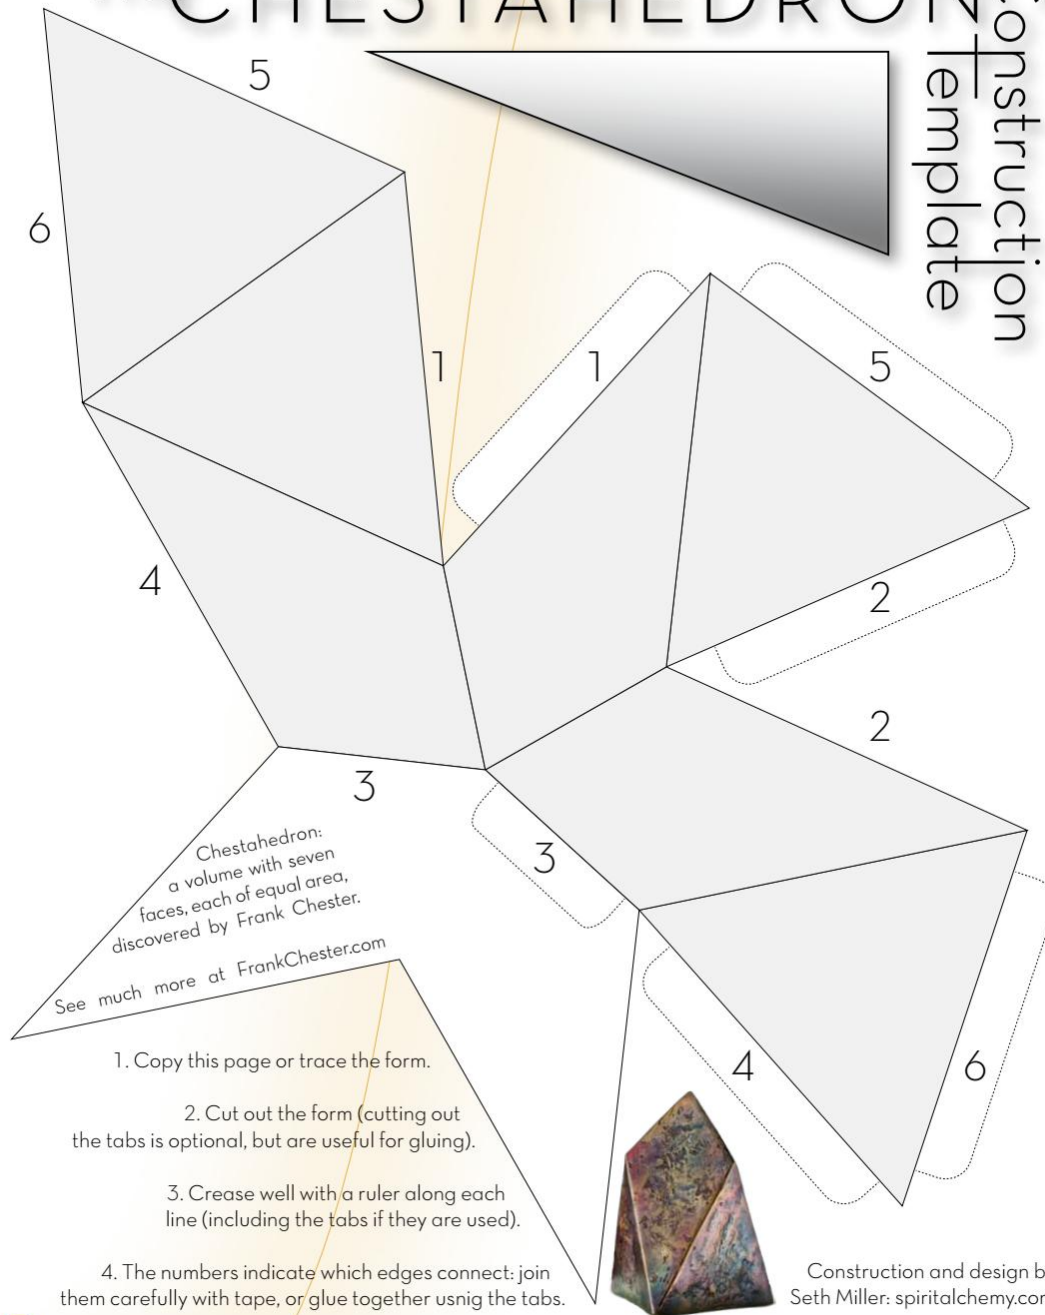 CHESTAHEDRON
Construction
Template
5
6
1
1
5
4
2
2
3
3
Chestahedron:
a volume with seven
faces, each of equal area,
discovered by Frank Chester.
See much more at FrankChester.com
4
6
1. Copy this page or trace the form.
2. Cut out the form (cutting out
the tabs is optional, but are useful for gluing).
3. Crease well with a ruler along each
line (including the tabs if they are used).
4. The numbers indicate which edges connect: join
them carefully with tape, or glue together usnig the tabs.
Construction and design b
Seth Miller: spiritalchemy.com